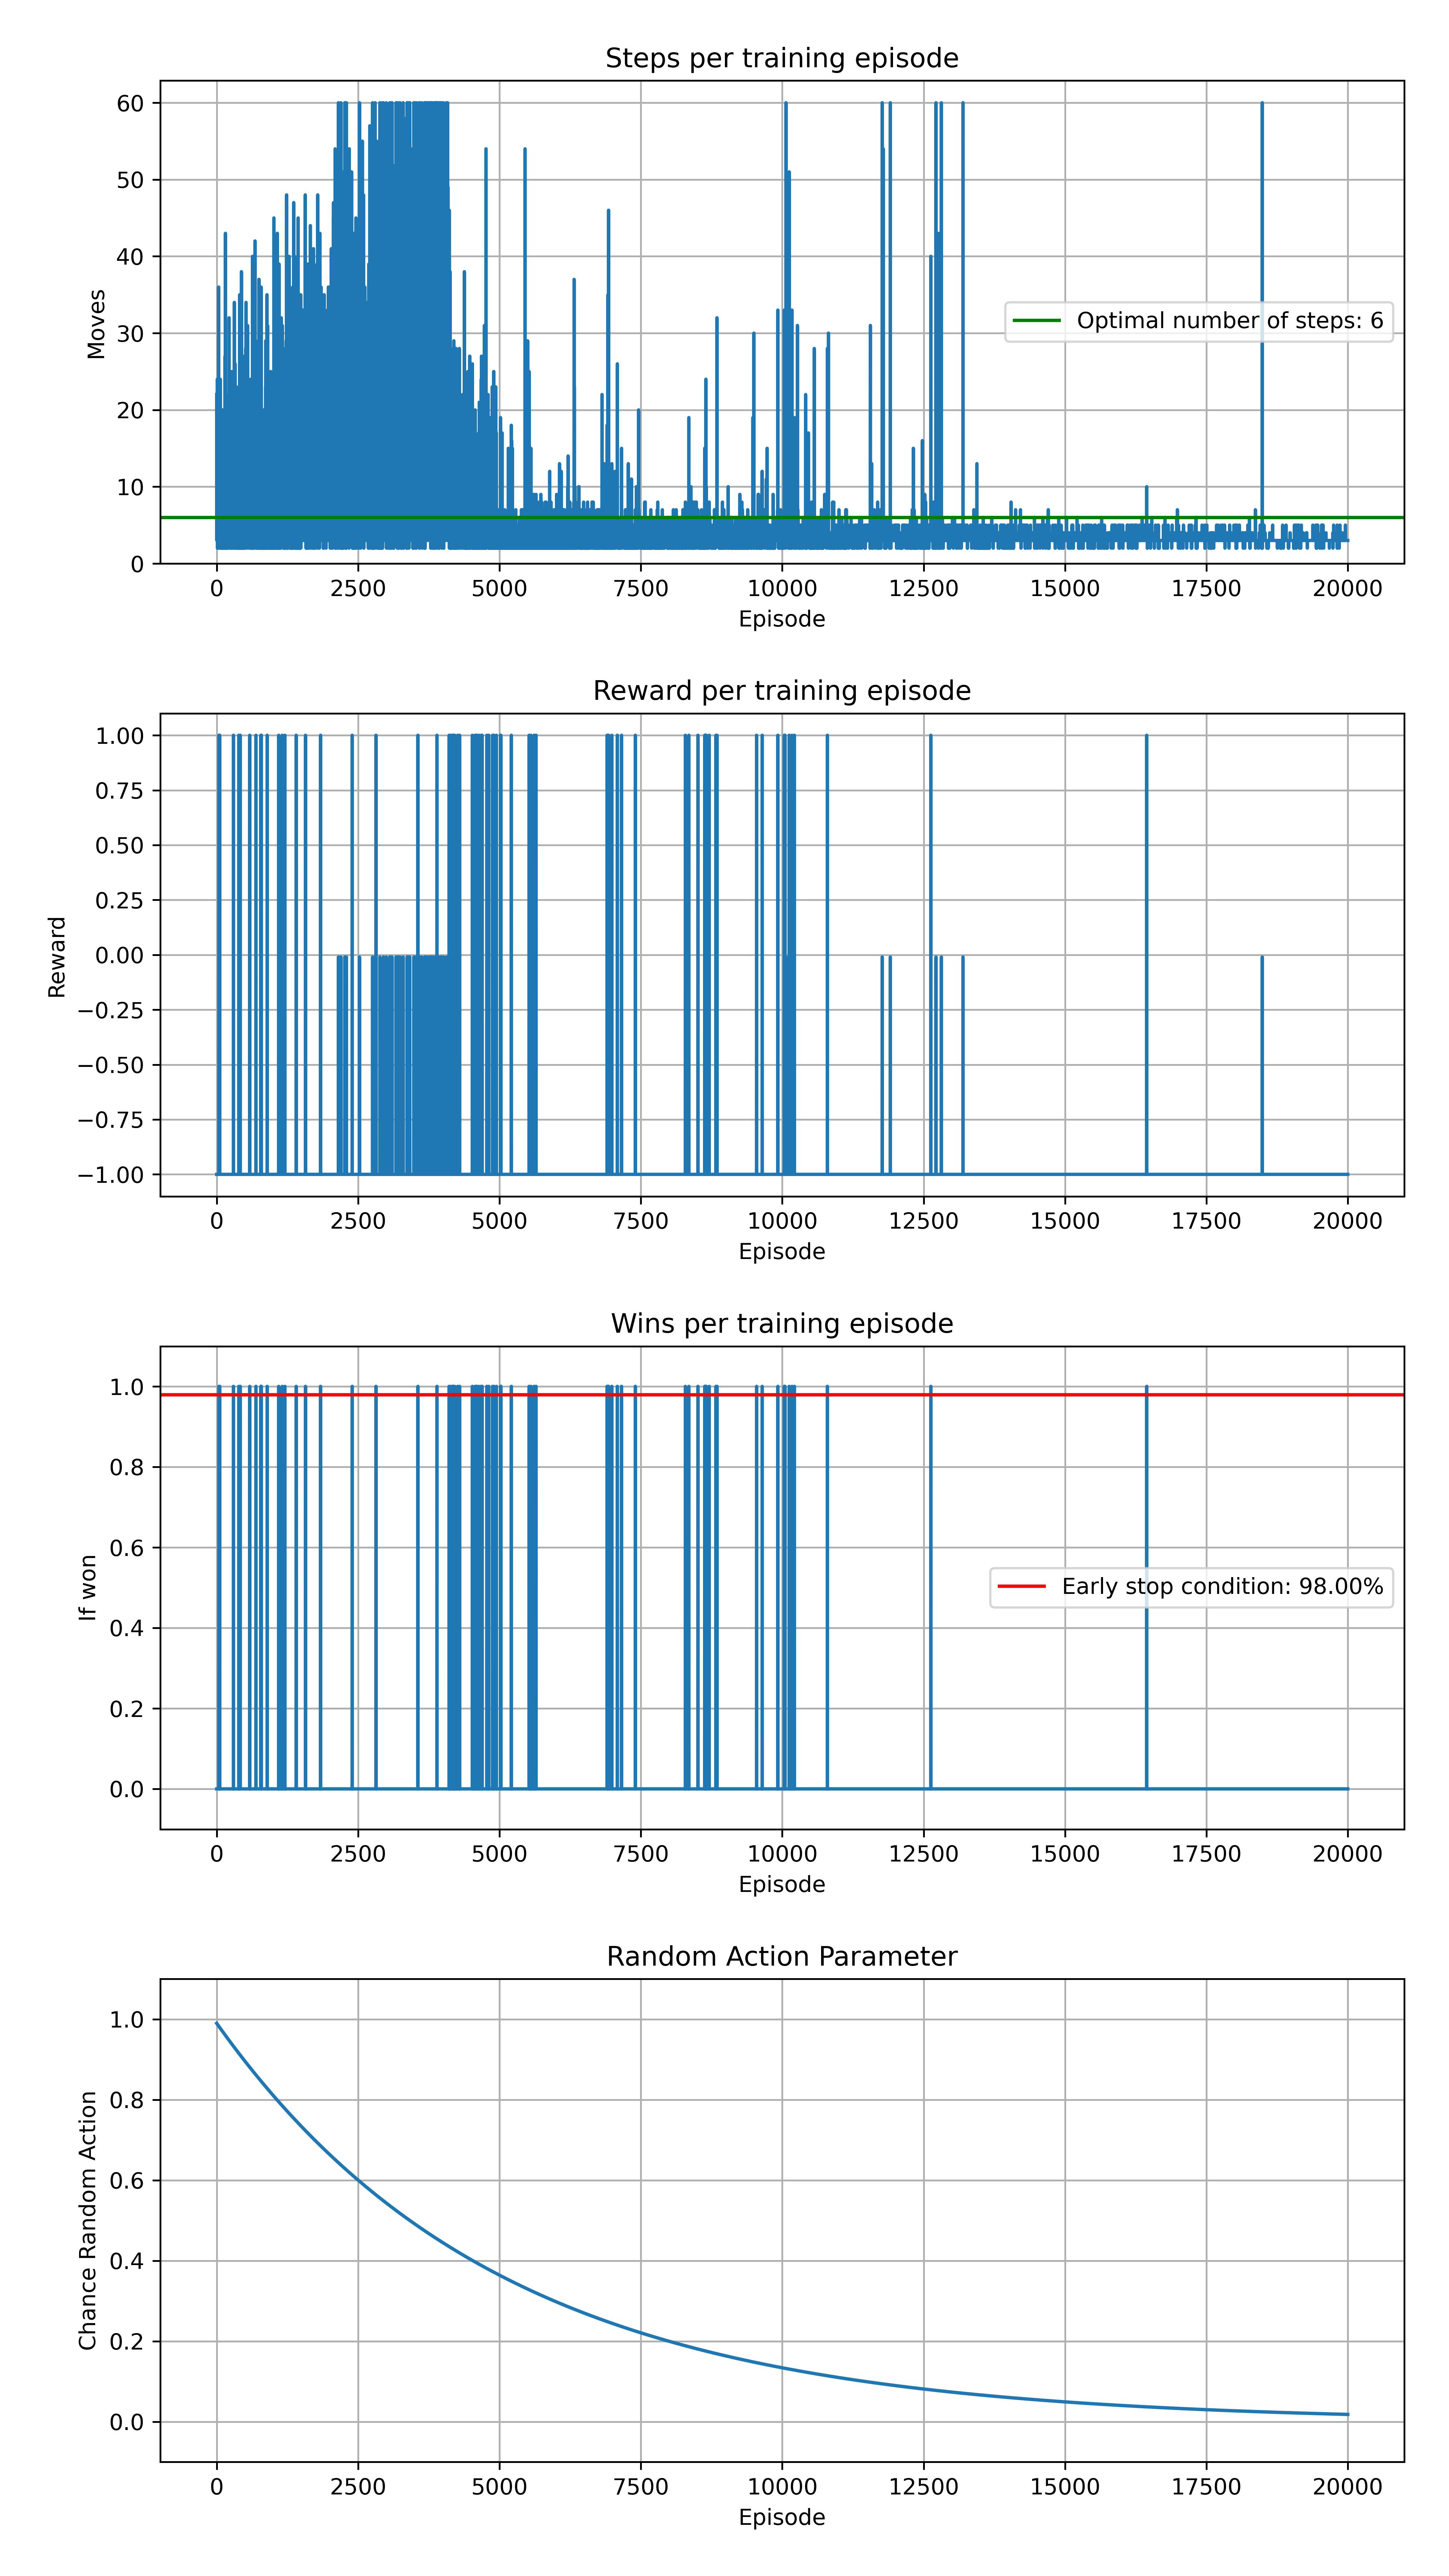 Steps per training episode
60
50
40
30
20
10
0
Moves
Optimal number of steps: 6
0 2500 5000 7500 10000 12500 15000 17500 20000
Episode
Reward per training episode
1.00
0.75
0.50
0.25
0.00
−0.25
−0.50
−0.75
−1.00
Reward
0 2500 5000 7500 10000 12500 15000 17500 20000
Episode
Wins per training episode
1.0
0.8
0.6
0.4
0.2
0.0
If won
Early stop condition: 98.00%
0 2500 5000 7500 10000 12500 15000 17500 20000
Episode
Random Action Parameter
1.0
0.8
0.6
0.4
0.2
0.0
Chance Random Action
0 2500 5000 7500 10000 12500 15000 17500 20000
Episode